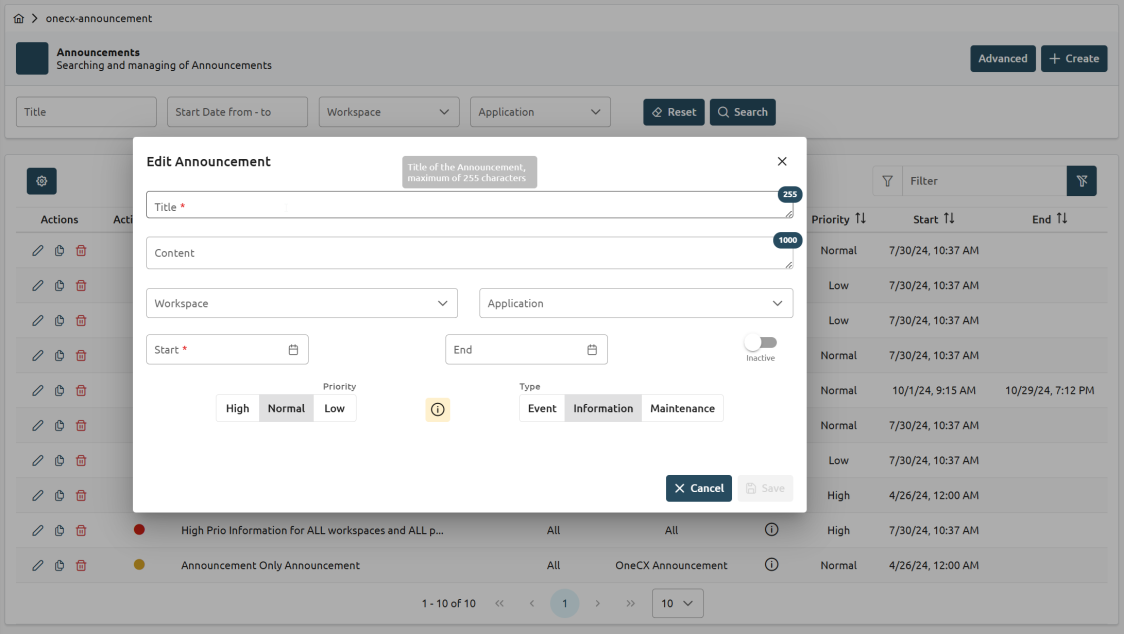 onecx-announcement
Announcements
Searching and managing of Announcements
Advanced
Create
Title
Start Date from - to
Workspace
Application
Reset
Search
Edit Announcement
Title of the Announcement,
maximum of 255 characters
Title *
255
Content
1000
Workspace
Application
Start *
End
Inactive
Priority
High Normal Low
Type
Event Information Maintenance
Cancel
Save
Filter
Actions Acti Priority Start End
Normal 7/30/24, 10:37 AM
Low 7/30/24, 10:37 AM
Low 7/30/24, 10:37 AM
Normal 7/30/24, 10:37 AM
Normal 10/1/24, 9:15 AM 10/29/24, 7:12 PM
Normal 7/30/24, 10:37 AM
Low 7/30/24, 10:37 AM
High 4/26/24, 12:00 AM
High Prio Information for ALL workspaces and ALL p... All All High 7/30/24, 10:37 AM
Announcement Only Announcement All OneCX Announcement Normal 4/26/24, 12:00 AM
1 - 10 of 10 << < 1 > >> 10